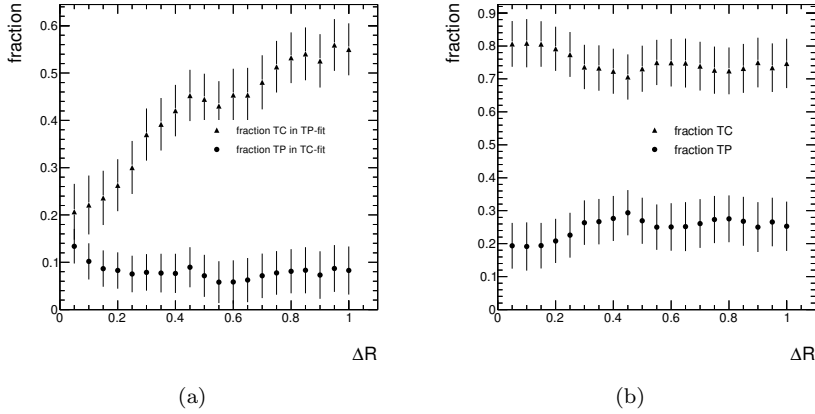 fraction
0.6
0.5
0.4
0.3
0.2
0.1
0
fraction TC in TP-fit
fraction TP in TC-fit
0 0.2 0.4 0.6 0.8 1
ΔR
(a)
fraction
0.9
0.8
0.7
0.6
0.5
0.4
0.3
0.2
0.1
0
fraction TC
fraction TP
0 0.2 0.4 0.6 0.8 1
ΔR
(b)